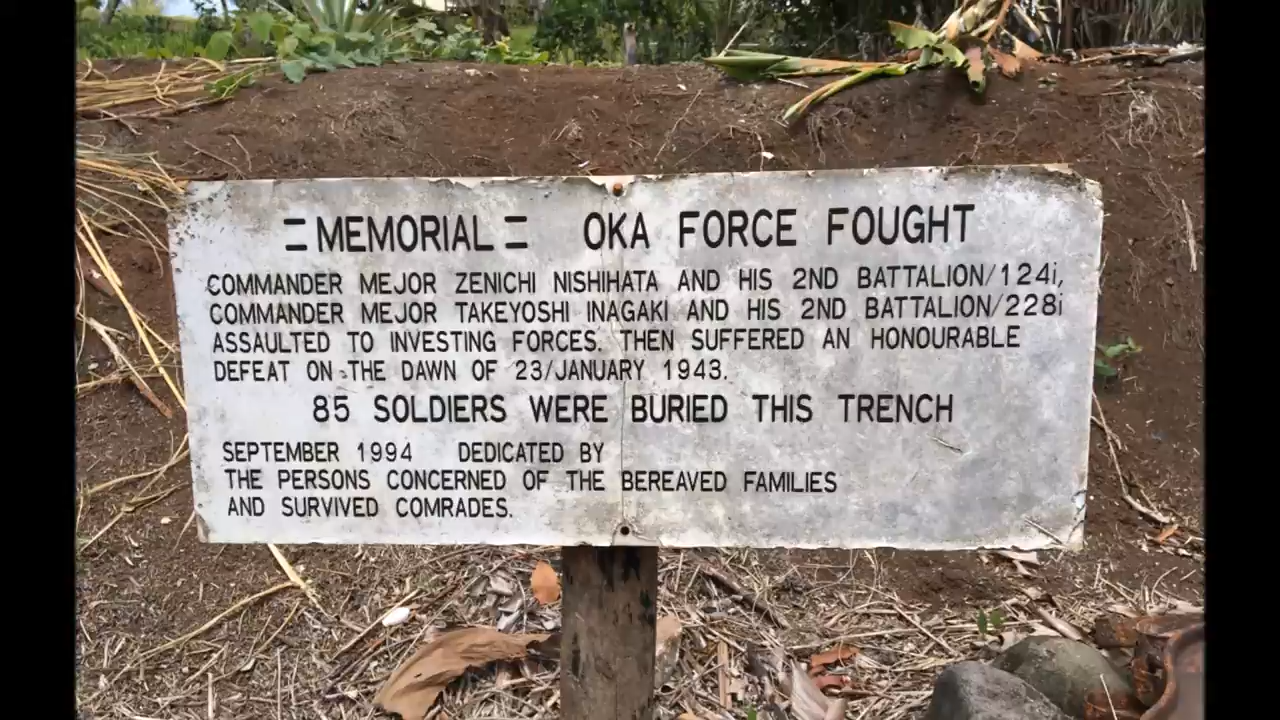 =MEMORIAL= OKA FORCE FOUGHT
COMMANDER MEJOR ZENICHI NISHIHATA AND HIS 2ND BATTALION/124i,
COMMANDER MEJOR TAKEYOSHI INAGAKI AND HIS 2ND BATTALION/228i
ASSAULTED TO INVESTING FORCES. THEN SUFFERED AN HONOURABLE
DEFEAT ON THE DAWN OF 23/JANUARY 1943.
85 SOLDIERS WERE BURIED THIS TRENCH
SEPTEMBER 1994 DEDICATED BY
THE PERSONS CONCERNED OF THE BEREAVED FAMILIES
AND SURVIVED COMRADES.